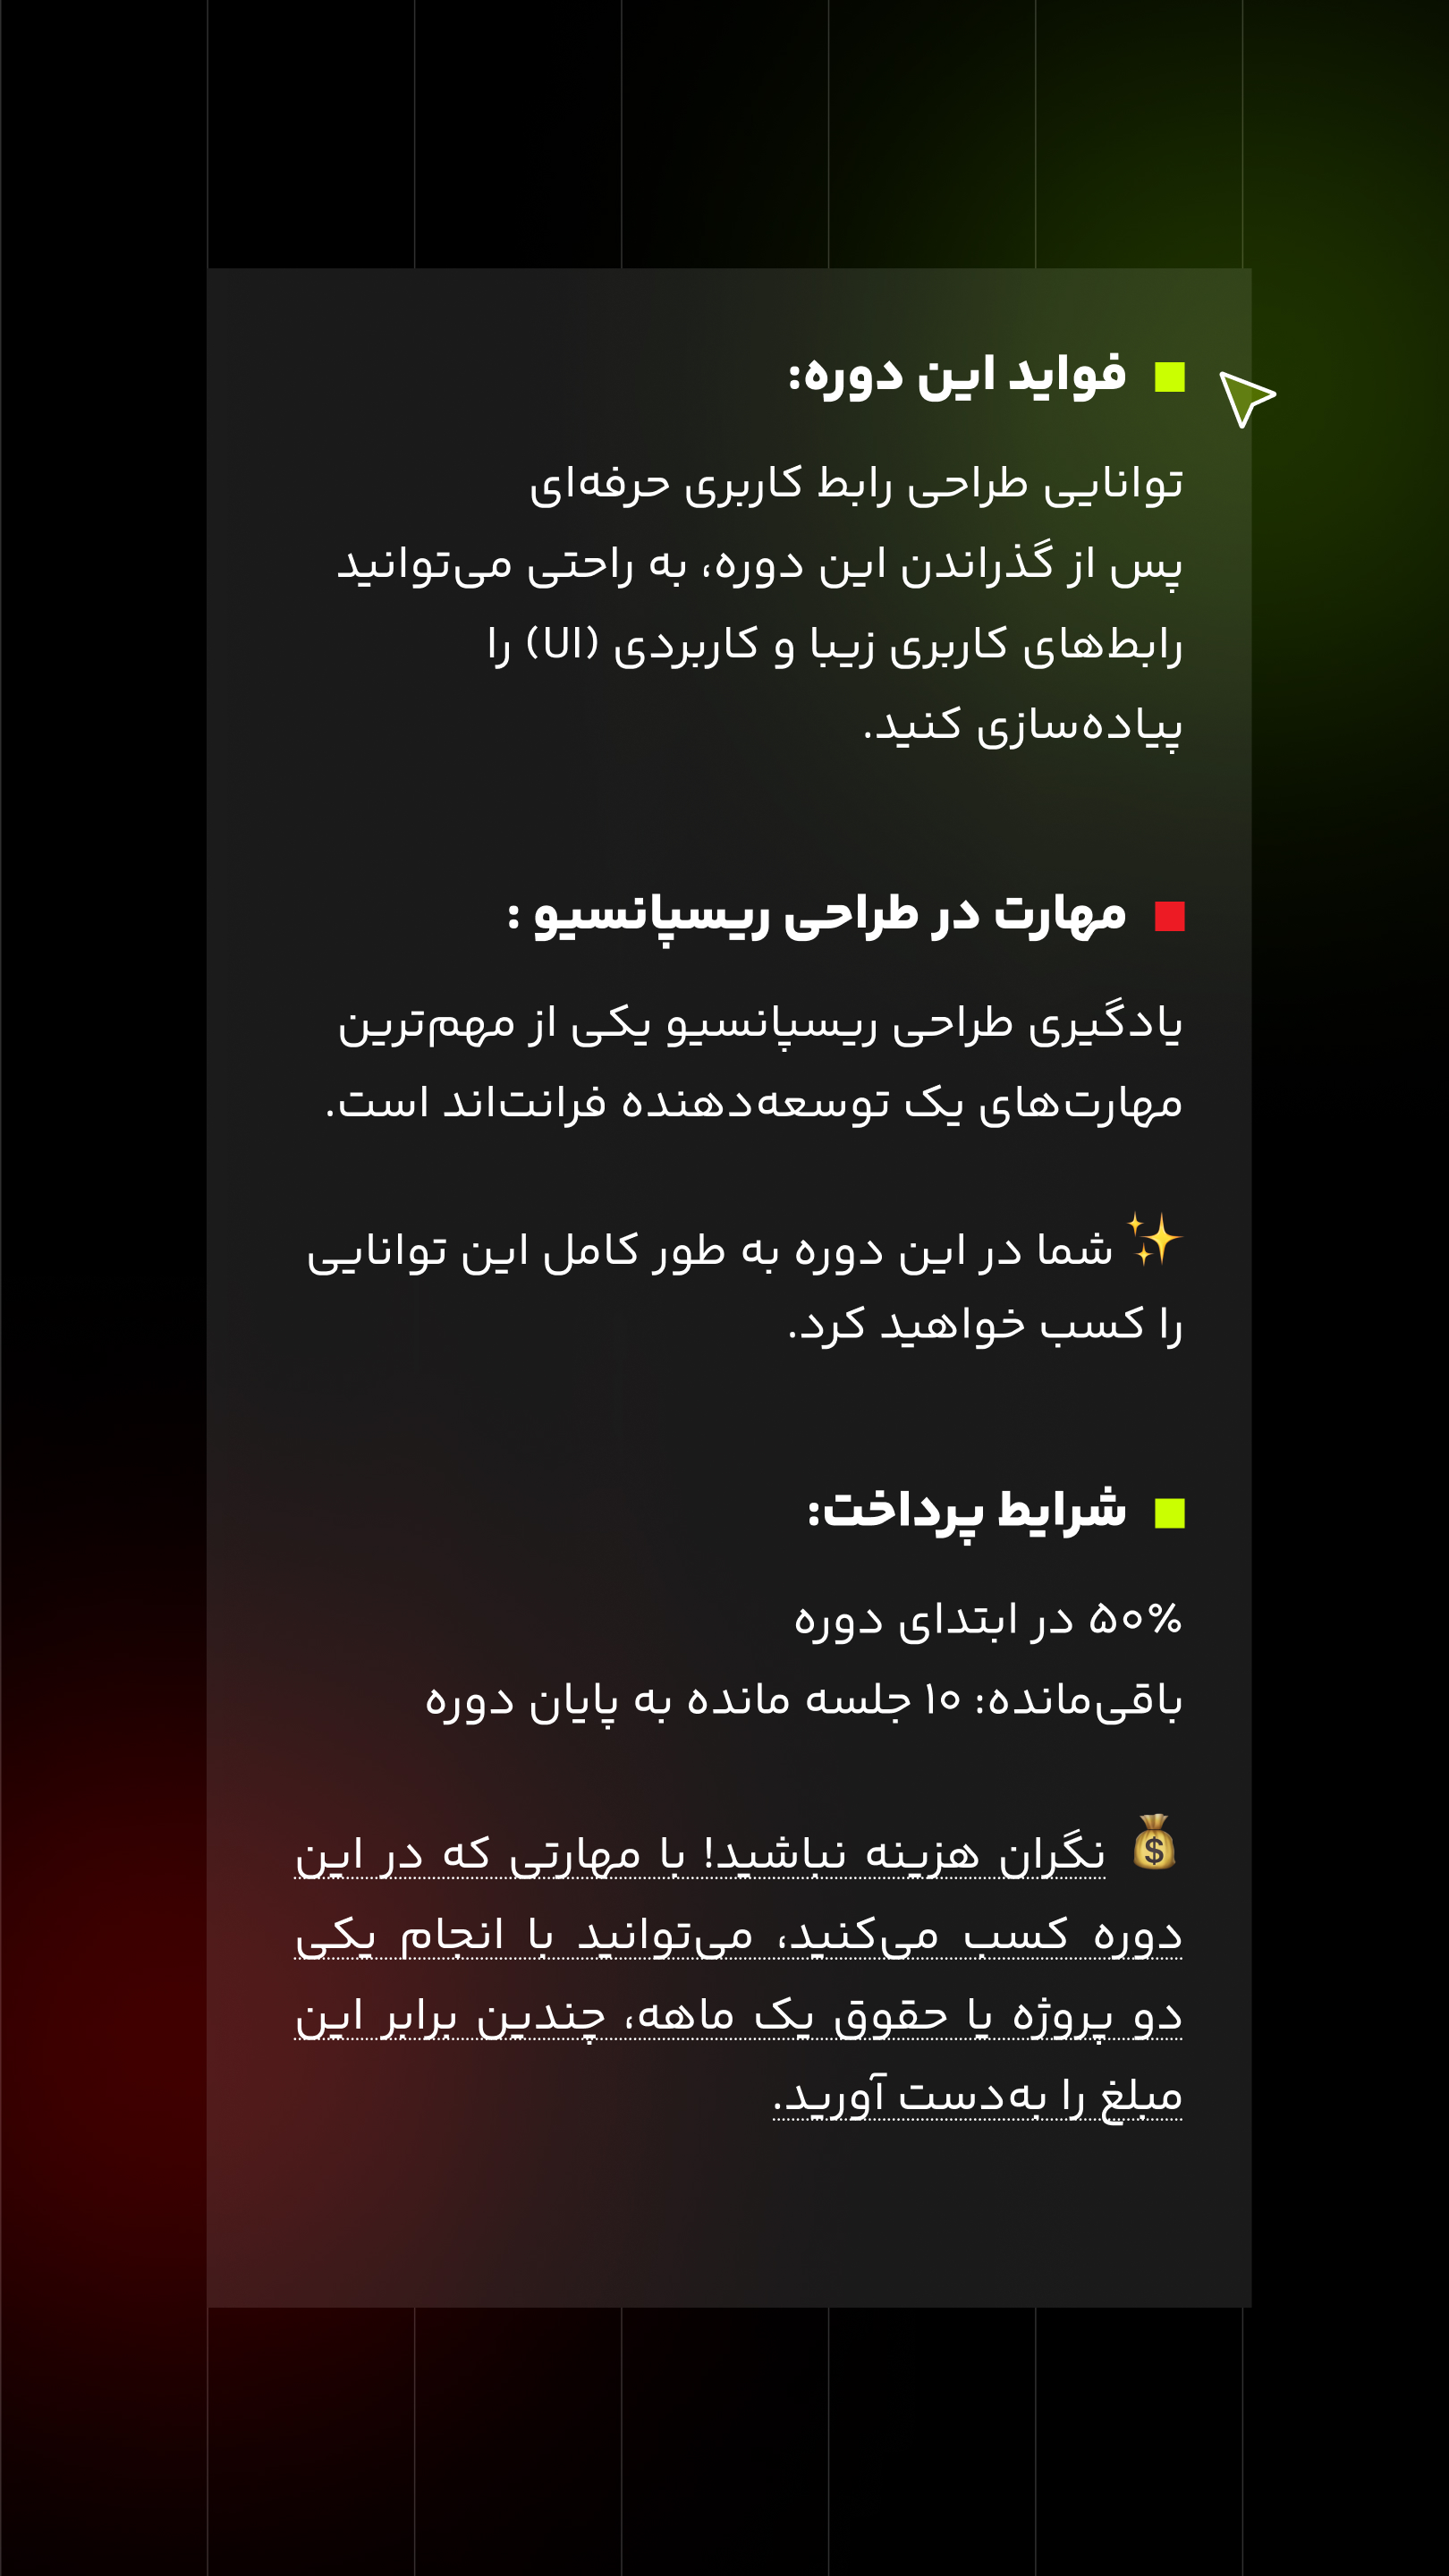 فواید این دوره:
توانایی طراحی رابط کاربری حرفه‌ای
پس از گذراندن این دوره، به راحتی می‌توانید
رابط‌های کاربری زیبا و کاربردی (UI) را
پیاده‌سازی کنید.
مهارت در طراحی ریسپانسیو :
یادگیری طراحی ریسپانسیو یکی از مهم‌ترین
مهارت‌های یک توسعه‌دهنده فرانت‌اند است.
✨ شما در این دوره به طور کامل این توانایی
را کسب خواهید کرد.
شرایط پرداخت:
۵۰% در ابتدای دوره
باقی‌مانده: ۱۰ جلسه مانده به پایان دوره
💰 نگران هزینه نباشید! با مهارتی که در این
دوره کسب می‌کنید، می‌توانید با انجام یکی
دو پروژه یا حقوق یک ماهه، چندین برابر این
مبلغ را به‌دست آورید.